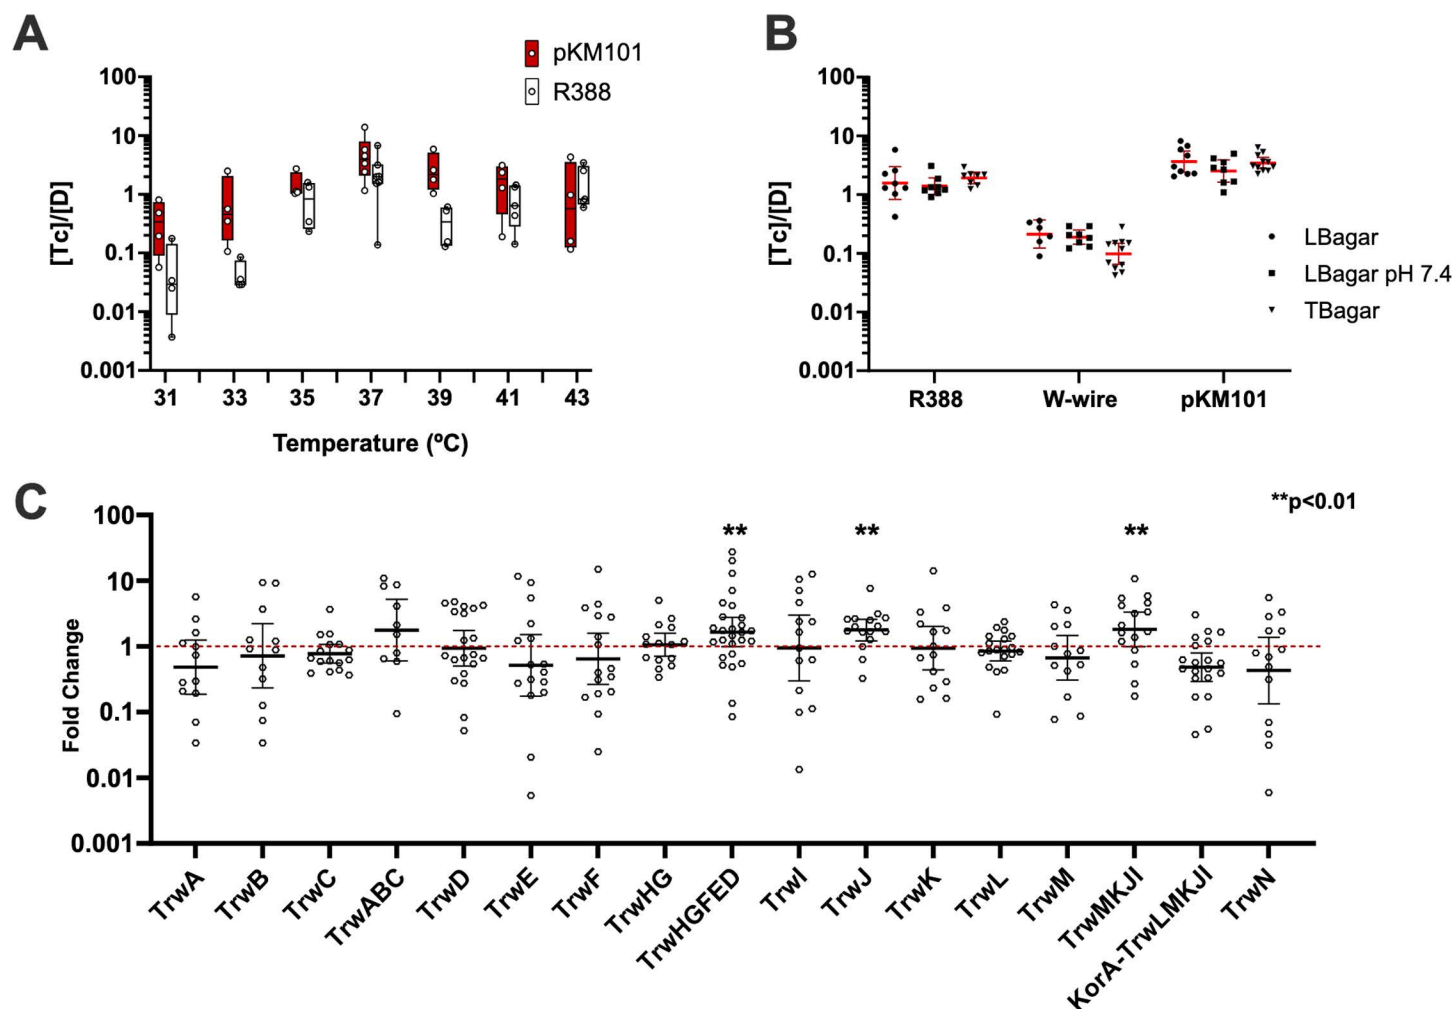 A
pKM101
R388
100
10
1
0.1
0.01
0.001
[Tc]/[D]
31 33 35 37 39 41 43
Temperature (ºC)
B
100
10
1
0.1
0.01
0.001
[Tc]/[D]
R388 W-wire pKM101
LBagar
LBagar pH 7.4
TBagar
C
**p<0.01
100
10
1
0.1
0.01
0.001
Fold Change
** ** **
TrwA
TrwB
TrwC
TrwABC
TrwD
TrwE
TrwF
TrwHG
TrwHGFED
TrwI
TrwJ
TrwK
TrwL
TrwM
TrwMKJI
KorA-TrwLMKJI
TrwN